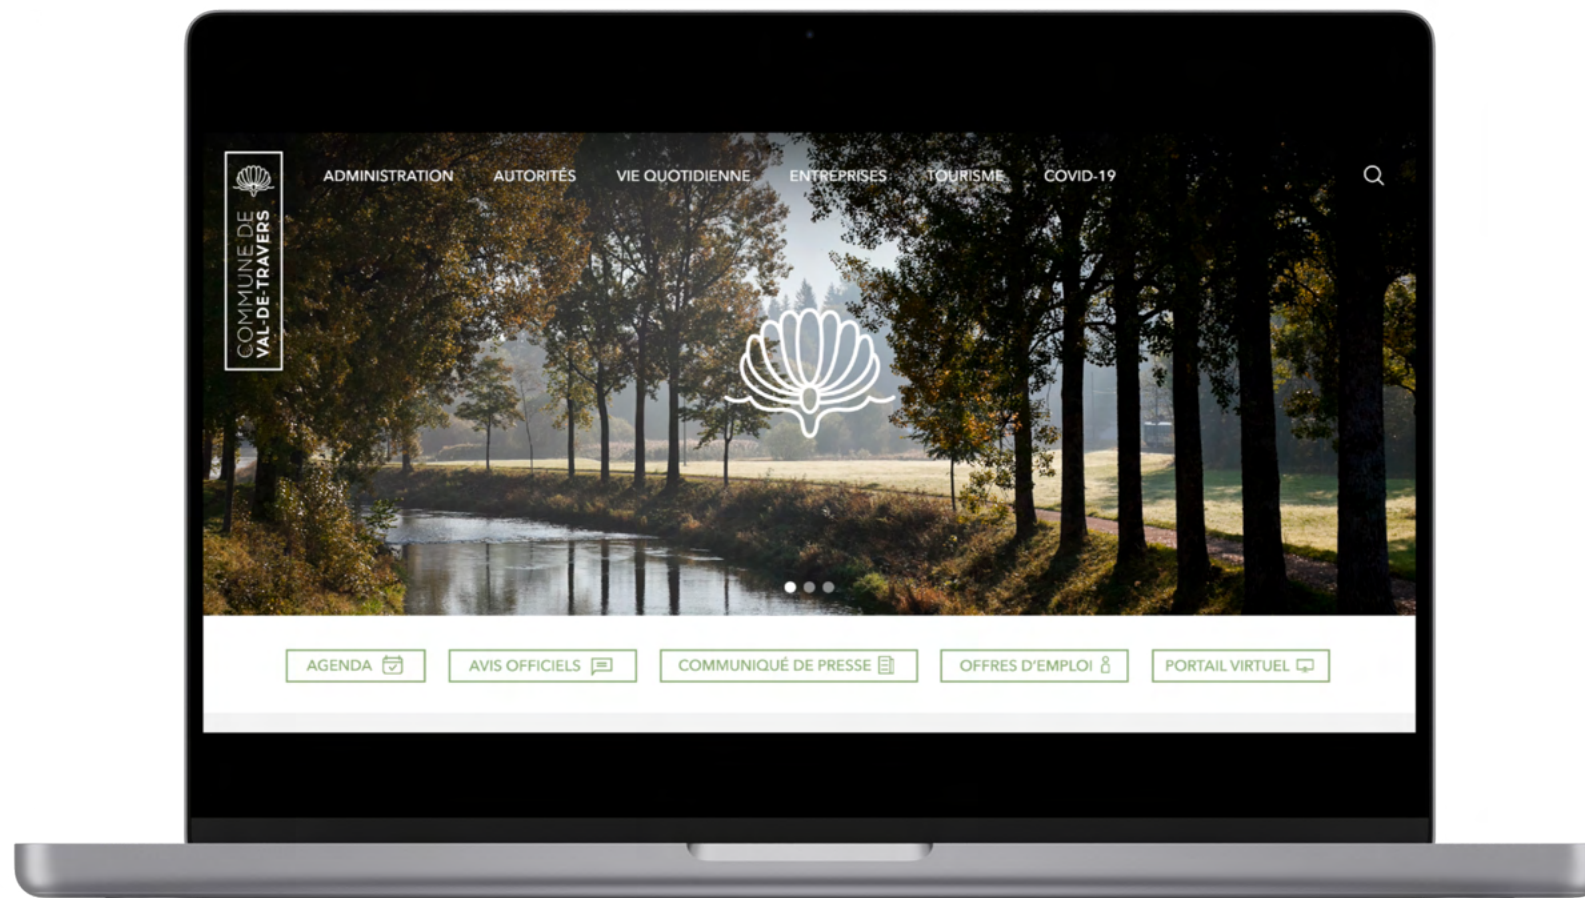 COMMUNE DE
VAL-DE-TRAVERS
ADMINISTRATION AUTORITÉS VIE QUOTIDIENNE ENTREPRISES TOURISME COVID-19
AGENDA AVIS OFFICIELS COMMUNIQUÉ DE PRESSE OFFRES D'EMPLOI PORTAIL VIRTUEL